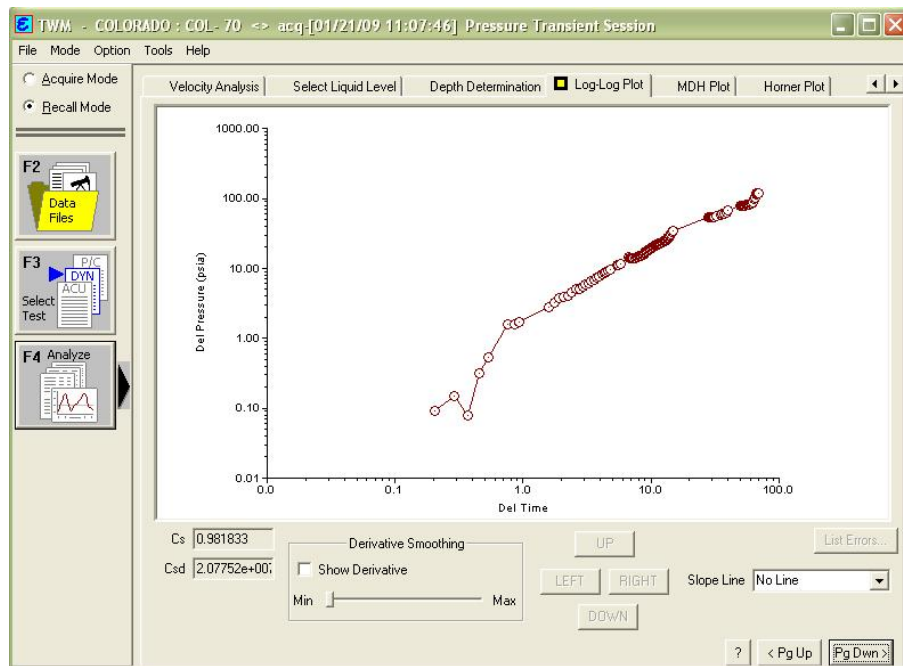 TWM - COLORADO : COL- 70 <> acq-[01/21/09 11:07:46] Pressure Transient Session
File Mode Option Tools Help
Acquire Mode
Recall Mode
Velocity Analysis Select Liquid Level Depth Determination Log-Log Plot MDH Plot Horner Plot
F2
Data
Files
F3
P/C
DYN
ACU
Select
Test
F4 Analyze
1000.00
100.00
10.00
1.00
0.10
0.01
Del Pressure (psia)
0.0 0.1 1.0 10.0 100.0
Del Time
Cs 0.981833
Csd 2.07752e+007
Derivative Smoothing
Show Derivative
Min Max
UP
LEFT RIGHT
DOWN
List Errors...
Slope Line No Line
? < Pg Up Pg Dwn >